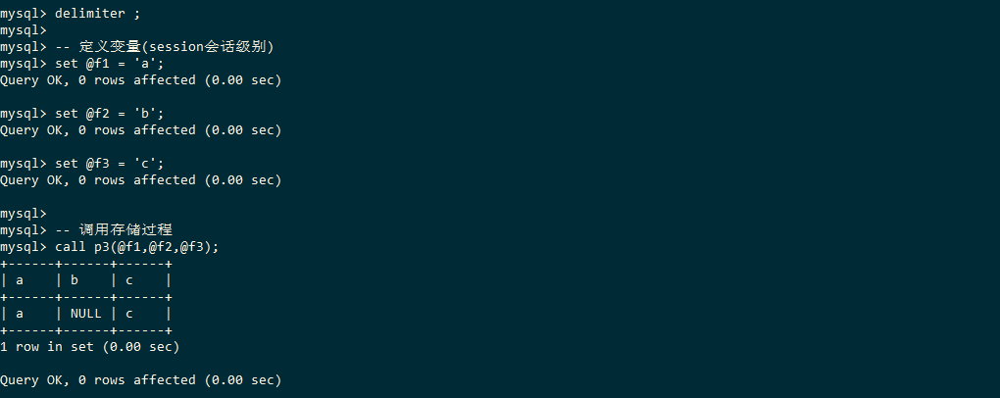 mysql> delimiter ;
mysql>
mysql> -- 定义变量(session会话级别)
mysql> set @f1 = 'a';
Query OK, 0 rows affected (0.00 sec)
mysql> set @f2 = 'b';
Query OK, 0 rows affected (0.00 sec)
mysql> set @f3 = 'c';
Query OK, 0 rows affected (0.00 sec)
mysql>
mysql> -- 调用存储过程
mysql> call p3(@f1,@f2,@f3);
+------+------+------+
| a    | b    | c    |
+------+------+------+
| a    | NULL | c    |
+------+------+------+
1 row in set (0.00 sec)
Query OK, 0 rows affected (0.00 sec)